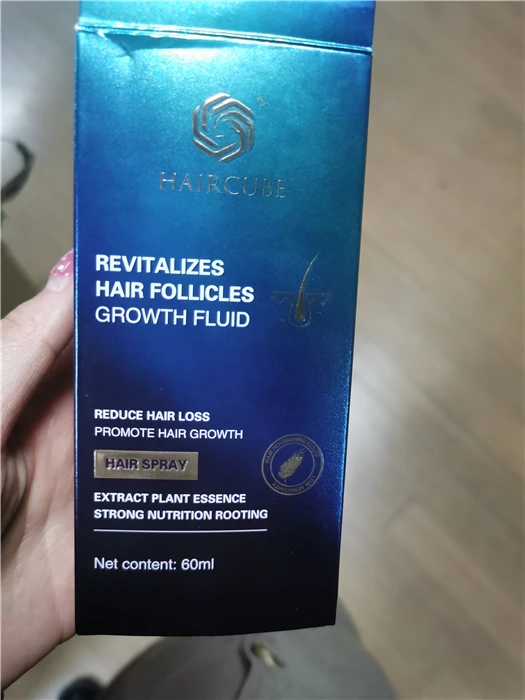 HAIRCUBE
REVITALIZES
HAIR FOLLICLES
GROWTH FLUID
REDUCE HAIR LOSS
PROMOTE HAIR GROWTH
HAIR SPRAY
EXTRACT PLANT ESSENCE
STRONG NUTRITION ROOTING
Net content: 60ml